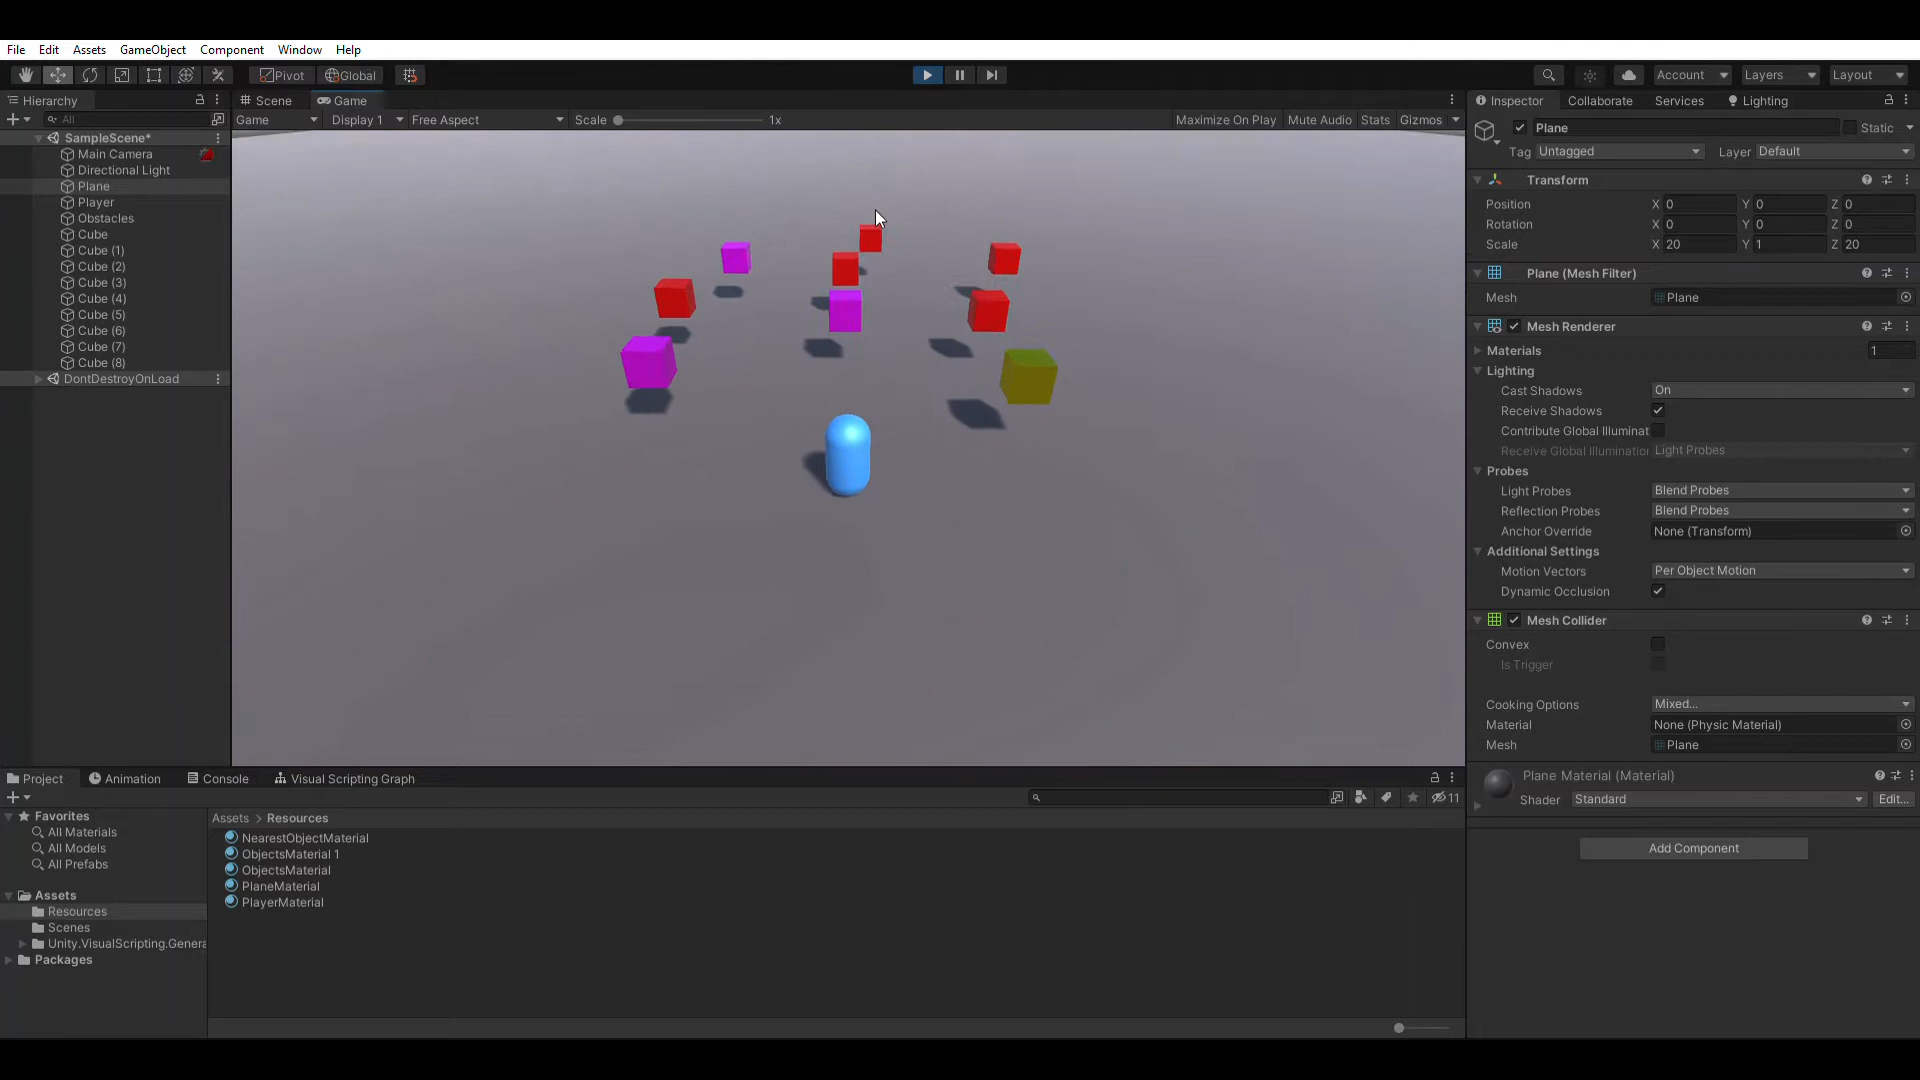 File Edit Assets GameObject Component Window Help
Pivot Global Account Layers Layout
Hierarchy
All
SampleScene*
Main Camera
Directional Light
Plane
Player
Obstacles
Cube
Cube (1)
Cube (2)
Cube (3)
Cube (4)
Cube (5)
Cube (6)
Cube (7)
Cube (8)
DontDestroyOnLoad
Scene Game
Game Display 1 Free Aspect Scale 1x Maximize On Play Mute Audio Stats Gizmos
Inspector Collaborate Services Lighting
Plane Static
Tag Untagged Layer Default
Transform
Position X 0 Y 0 Z 0
Rotation X 0 Y 0 Z 0
Scale X 20 Y 1 Z 20
Plane (Mesh Filter)
Mesh Plane
Mesh Renderer
Materials 1
Lighting
Cast Shadows On
Receive Shadows
Contribute Global Illuminat
Receive Global Illumination Light Probes
Probes
Light Probes Blend Probes
Reflection Probes Blend Probes
Anchor Override None (Transform)
Additional Settings
Motion Vectors Per Object Motion
Dynamic Occlusion
Mesh Collider
Convex
Is Trigger
Cooking Options Mixed...
Material None (Physic Material)
Mesh Plane
Plane Material (Material)
Shader Standard Edit...
Add Component
Project Animation Console Visual Scripting Graph
11
Favorites
All Materials
All Models
All Prefabs
Assets
Resources
Scenes
Unity.VisualScripting.Genera
Packages
Assets > Resources
NearestObjectMaterial
ObjectsMaterial 1
ObjectsMaterial
PlaneMaterial
PlayerMaterial